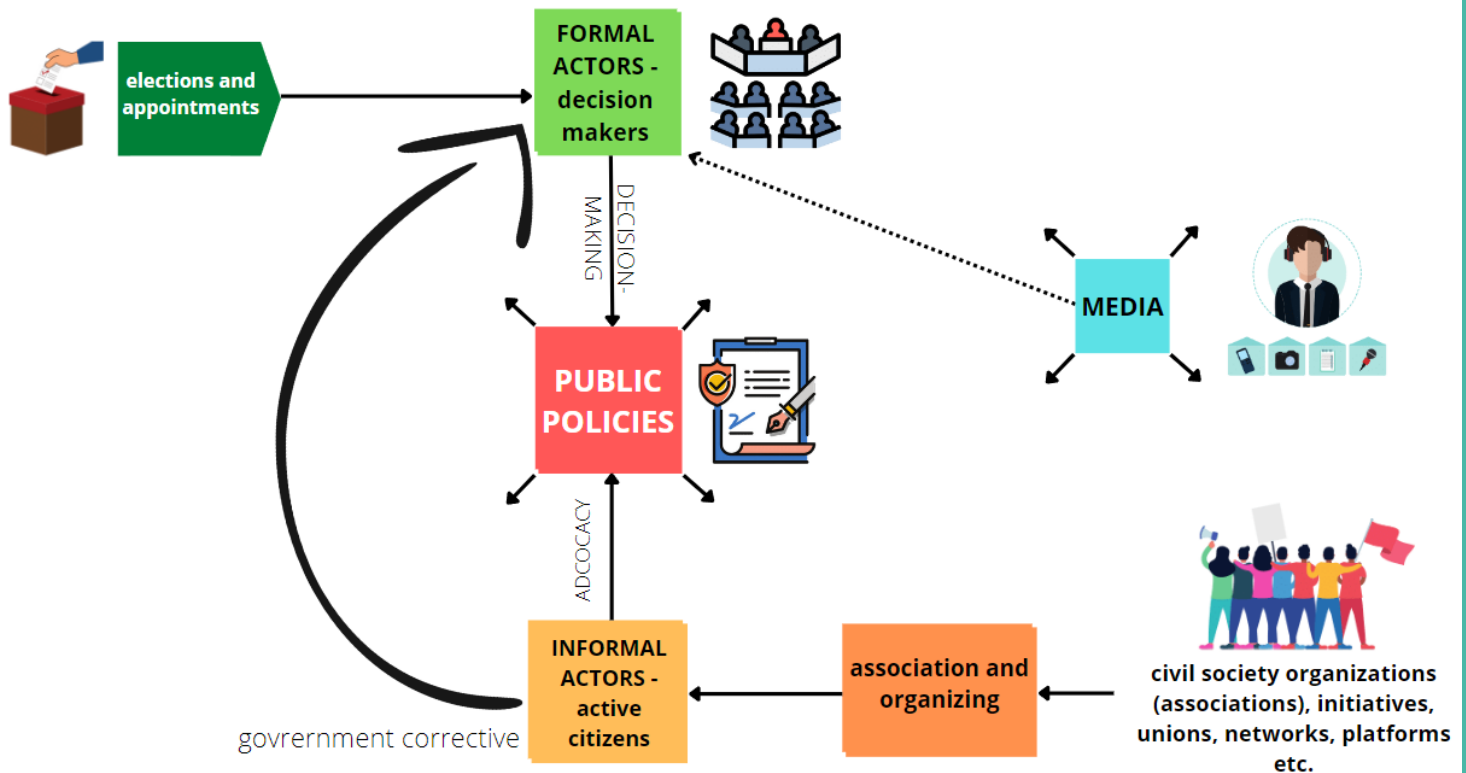 elections and
appointments
FORMAL
ACTORS -
decision
makers
DECISION-
MAKING
MEDIA
PUBLIC
POLICIES
ADCOCACY
INFORMAL
ACTORS -
active
citizens
govrernment corrective
association and
organizing
civil society organizations
(associations), initiatives,
unions, networks, platforms
etc.